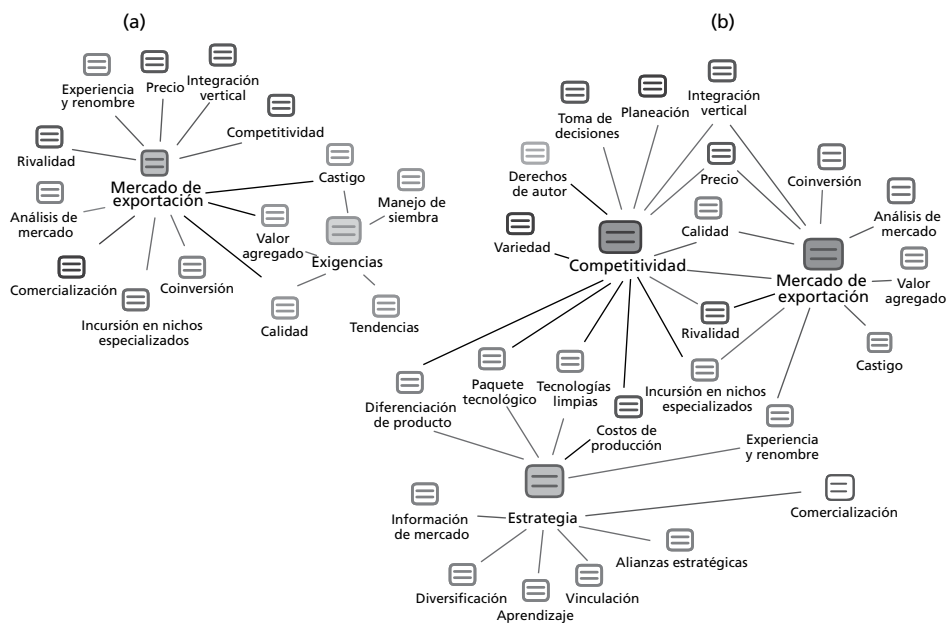 (a)
Experiencia
y renombre
Precio
Integración
vertical
Competitividad
Rivalidad
Castigo
Mercado de
exportación
Manejo de
siembra
Análisis de
mercado
Valor
agregado
Exigencias
Comercialización
Coinversión
Incursión en nichos
especializados
Calidad
Tendencias
(b)
Toma de
decisiones
Planeación
Integración
vertical
Derechos
de autor
Precio
Coinversión
Variedad
Calidad
Análisis de
mercado
Competitividad
Mercado de
exportación
Valor
agregado
Rivalidad
Castigo
Diferenciación
de producto
Paquete
tecnológico
Tecnologías
limpias
Incursión en nichos
especializados
Costos de
producción
Experiencia
y renombre
Información
de mercado
Estrategia
Comercialización
Alianzas estratégicas
Diversificación
Aprendizaje
Vinculación